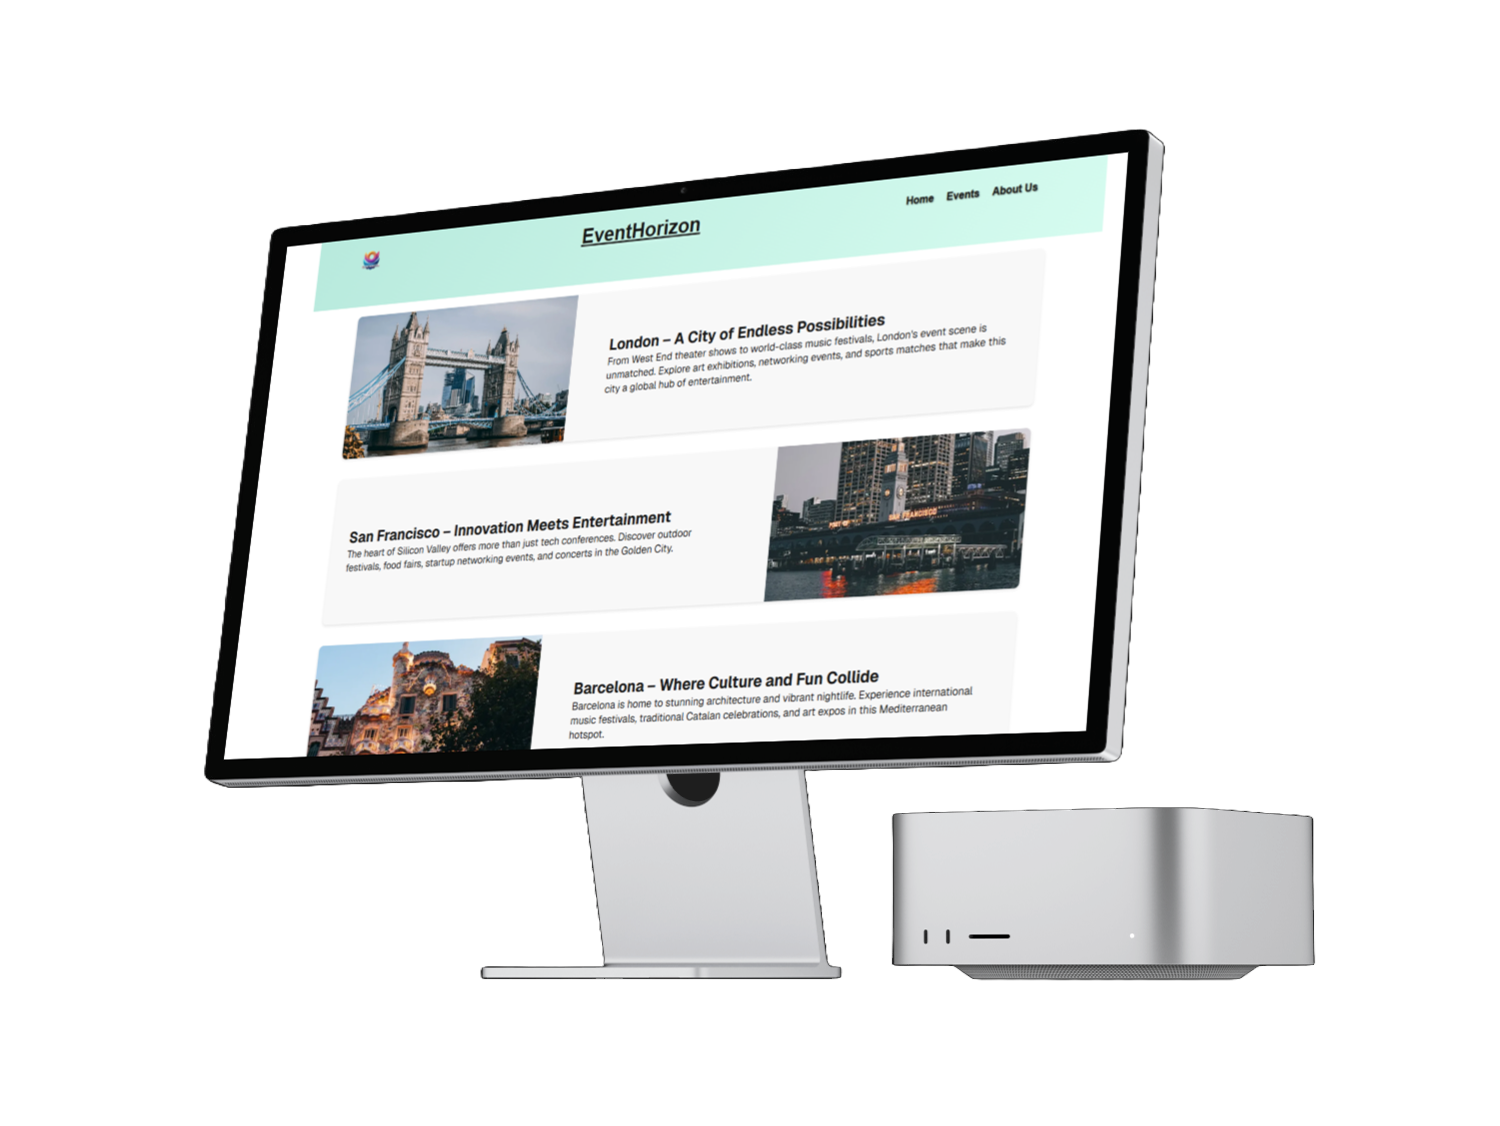 Home Events About Us
EventHorizon
London – A City of Endless Possibilities
From West End theater shows to world-class music festivals, London's event scene is
unmatched. Explore art exhibitions, networking events, and sports matches that make this
city a global hub of entertainment.
PORT OF SAN FRANCISCO
San Francisco – Innovation Meets Entertainment
The heart of Silicon Valley offers more than just tech conferences. Discover outdoor
festivals, food fairs, startup networking events, and concerts in the Golden City.
Barcelona – Where Culture and Fun Collide
Barcelona is home to stunning architecture and vibrant nightlife. Experience international
music festivals, traditional Catalan celebrations, and art expos in this Mediterranean
hotspot.